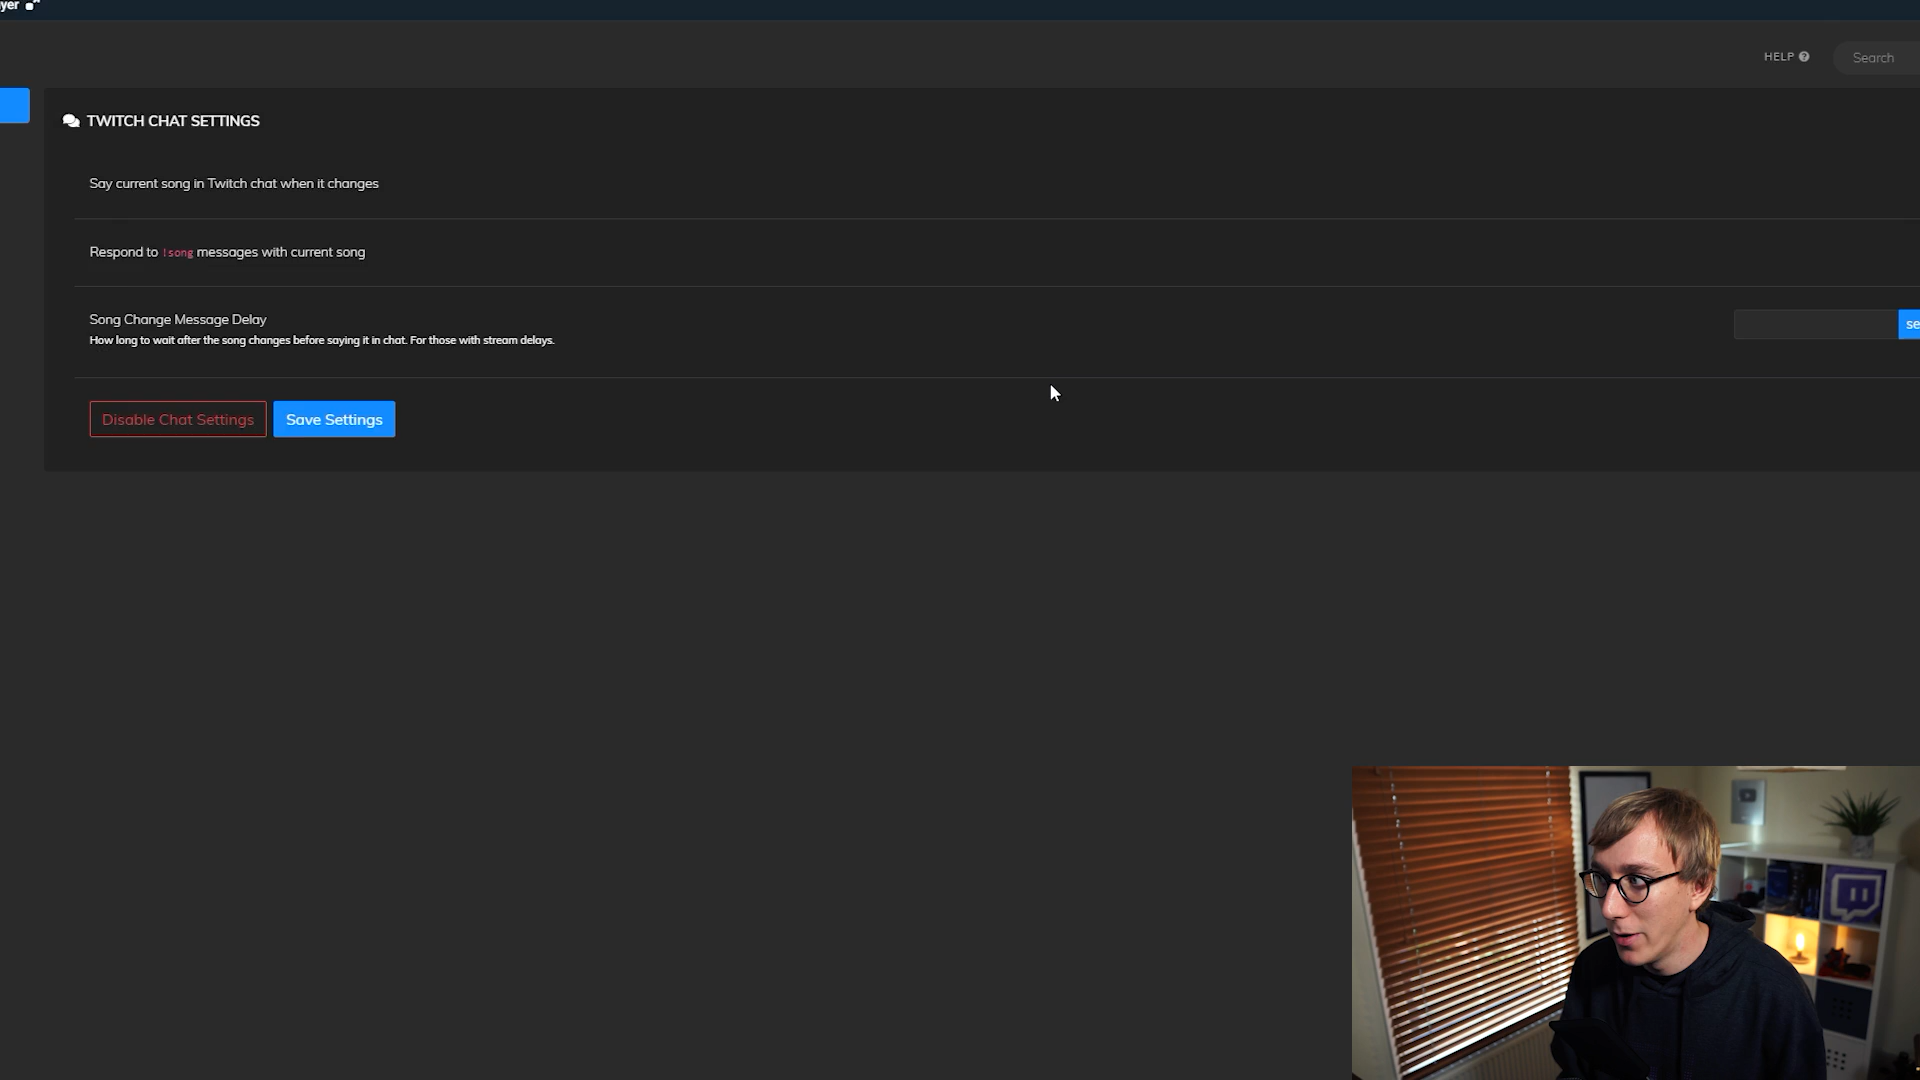 HELP
Search
TWITCH CHAT SETTINGS
Say current song in Twitch chat when it changes
Respond to !song messages with current song
Song Change Message Delay
How long to wait after the song changes before saying it in chat. For those with stream delays.
Disable Chat Settings
Save Settings